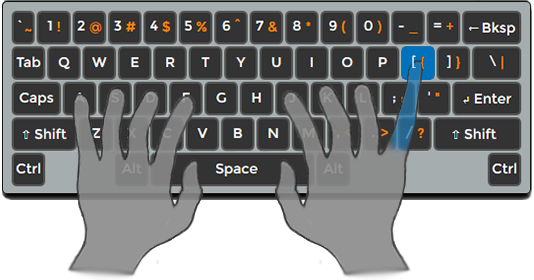 ` ~ 1 ! 2 @ 3 # 4 $ 5 % 6 ^ 7 & 8 * 9 ( 0 ) - _ = + ← Bksp
Tab Q W E R T Y U I O P [ { ] } \ |
Caps A S D F G H J K L ; ' " ↵ Enter
⇧ Shift Z X C V B N M , . > / ? ⇧ Shift
Ctrl Alt Space Alt Ctrl